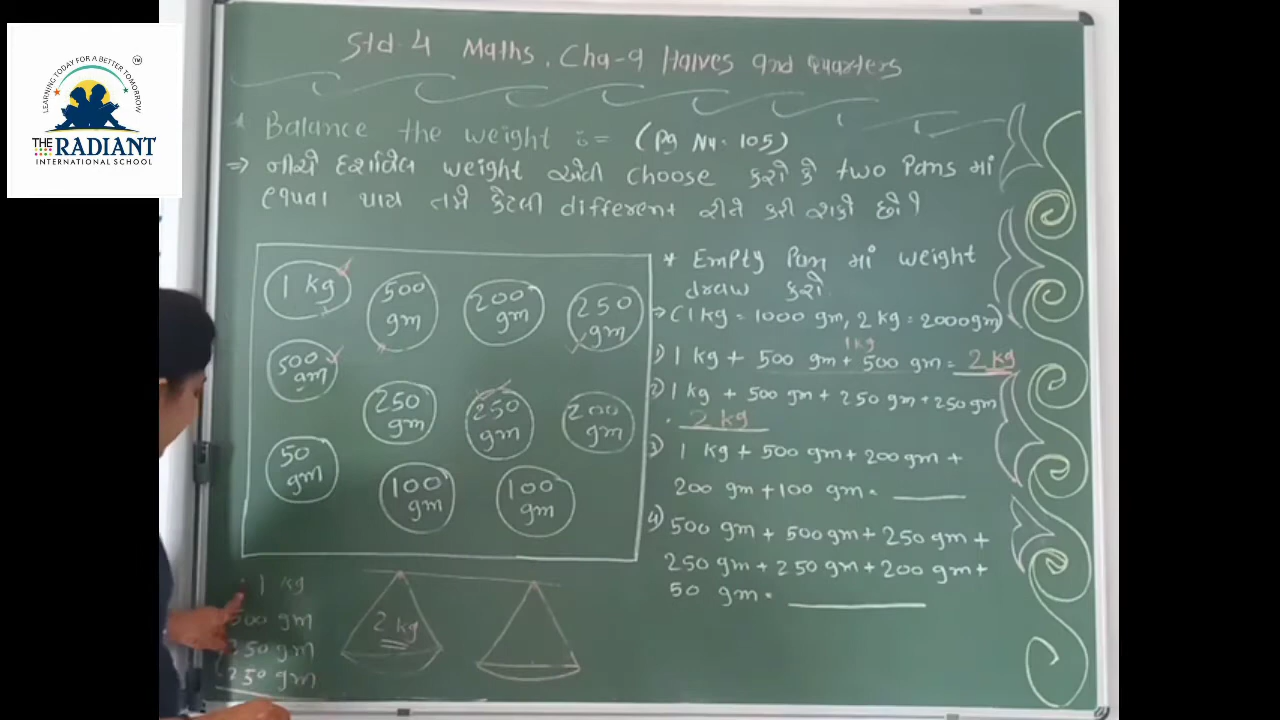 LEARNING TODAY FOR A BETTER TOMORROW
TM
THE RADIANT
INTERNATIONAL SCHOOL
Std-4 Maths, Cha-9 Halves and Quarters
* Balance the weight := (Pg No. 105)
⇒ નીચે દર્શાવેલ weight એવી choose કરો કે two Pans માં
equal થાય તમે કેટલી different રીતે કરી શકો છો?
1 kg
500 gm
200 gm
250 gm
500 gm
250 gm
250 gm
200 gm
50 gm
100 gm
100 gm
* Empty Pan માં weight
draw કરો
→ (1 kg = 1000 gm, 2 kg = 2000 gm)
1 kg
1) 1 kg + 500 gm + 500 gm = 2 kg
2) 1 kg + 500 gm + 250 gm + 250 gm
= 2 kg
3) 1 kg + 500 gm + 200 gm +
200 gm + 100 gm = ____
4) 500 gm + 500 gm + 250 gm +
250 gm + 250 gm + 200 gm +
50 gm = ____
1 kg
500 gm
250 gm
250 gm
2 kg